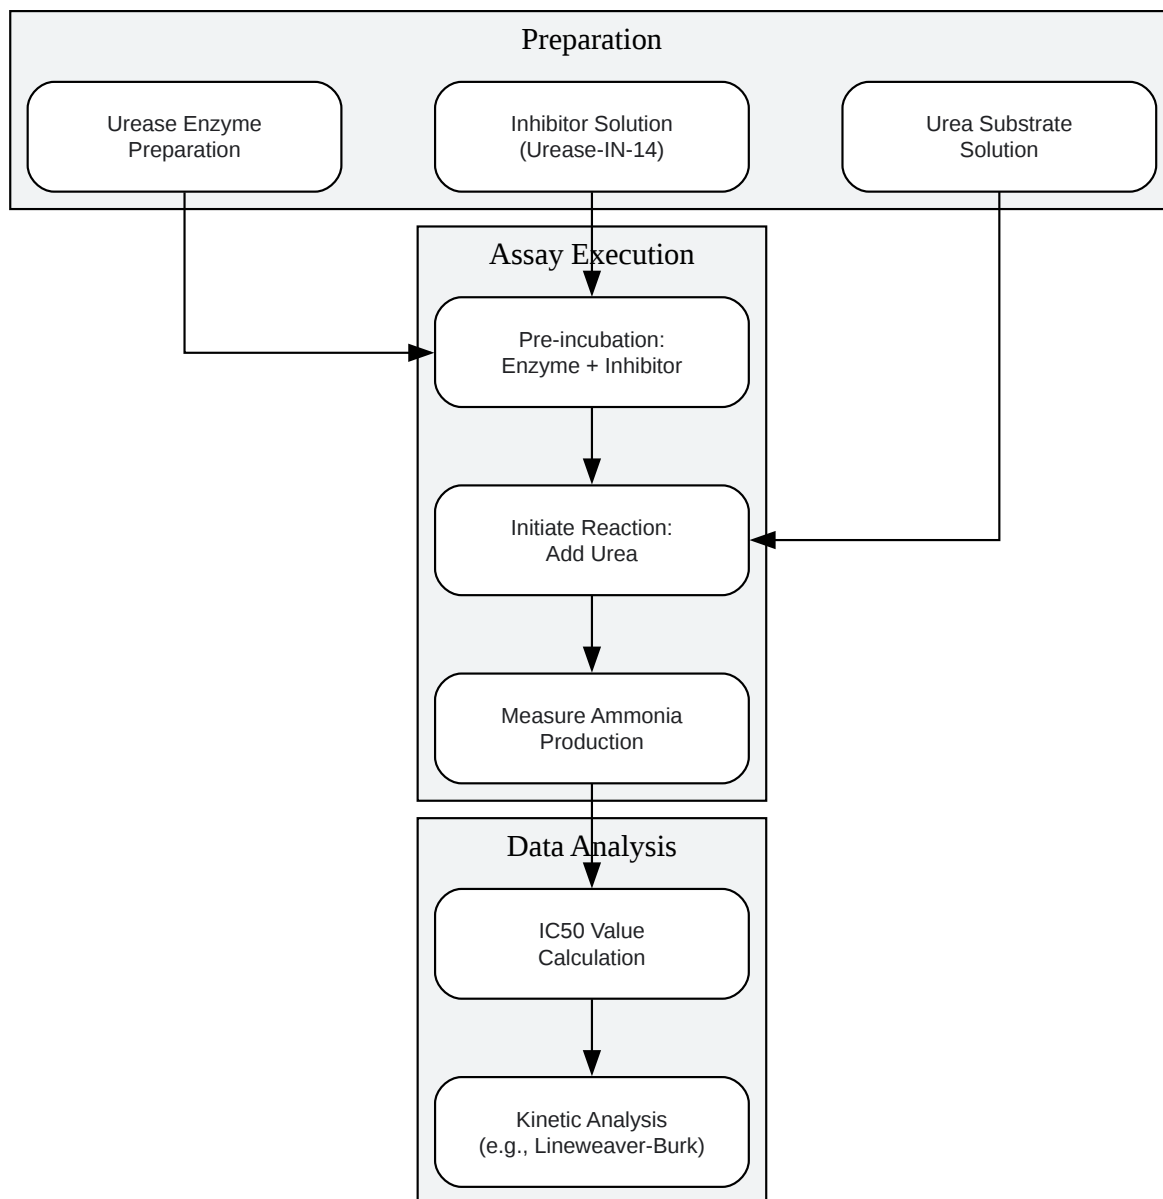 Preparation
Urease Enzyme
Preparation
Inhibitor Solution
(Urease-IN-14)
Urea Substrate
Solution
Assay Execution
Pre-incubation:
Enzyme + Inhibitor
Initiate Reaction:
Add Urea
Measure Ammonia
Production
Data Analysis
IC50 Value
Calculation
Kinetic Analysis
(e.g., Lineweaver-Burk)